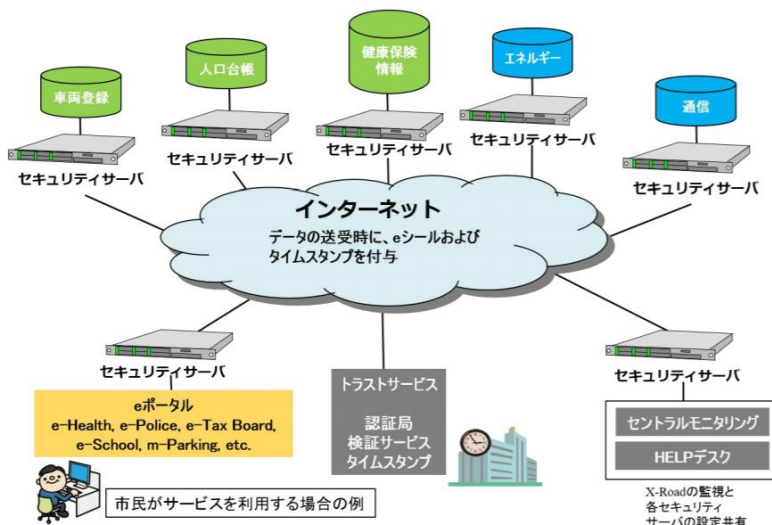 車両登録
人口台帳
健康保険
情報
エネルギー
通信
セキュリティサーバ
セキュリティサーバ
セキュリティサーバ
セキュリティサーバ
セキュリティサーバ
インターネット
データの送受時に、eシールおよび
タイムスタンプを付与
セキュリティサーバ
セキュリティサーバ
eポータル
e-Health, e-Police, e-Tax Board,
e-School, m-Parking, etc.
トラストサービス
認証局
検証サービス
タイムスタンプ
セントラルモニタリング
HELPデスク
市民がサービスを利用する場合の例
X-Roadの監視と
各セキュリティ
サーバの設定共有